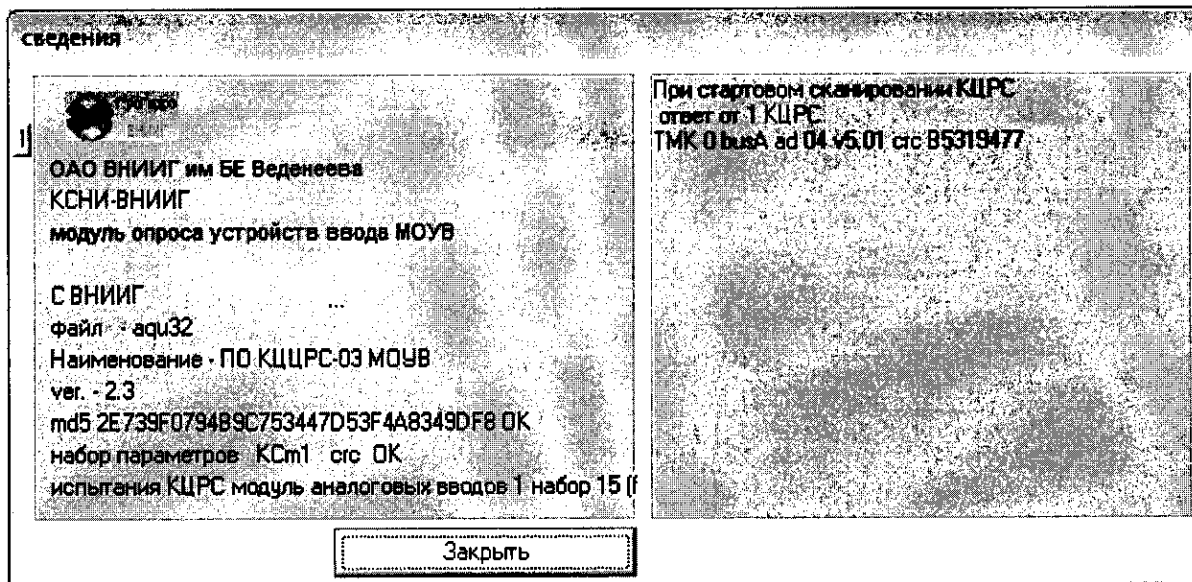 сведения
ОАО ВНИИГ им БЕ Веденеева
КСНИ-ВНИИГ
модуль опроса устройств ввода МОУВ
С ВНИИГ ...
файл - aqu32
Наименование - ПО КЦЦРС-03 МОУВ
ver. - 2.3
md5 2E739F0794B9C753447D53F4A8349DF8 OK
набор параметров KCm1 crc OK
испытания КЦРС модуль аналоговых вводов 1 набор 15 (f
Закрыть
При стартовом сканировании КЦРС
ответ от 1 КЦРС
ТМК 0 busA ad 04 v5.01 crc B5319477